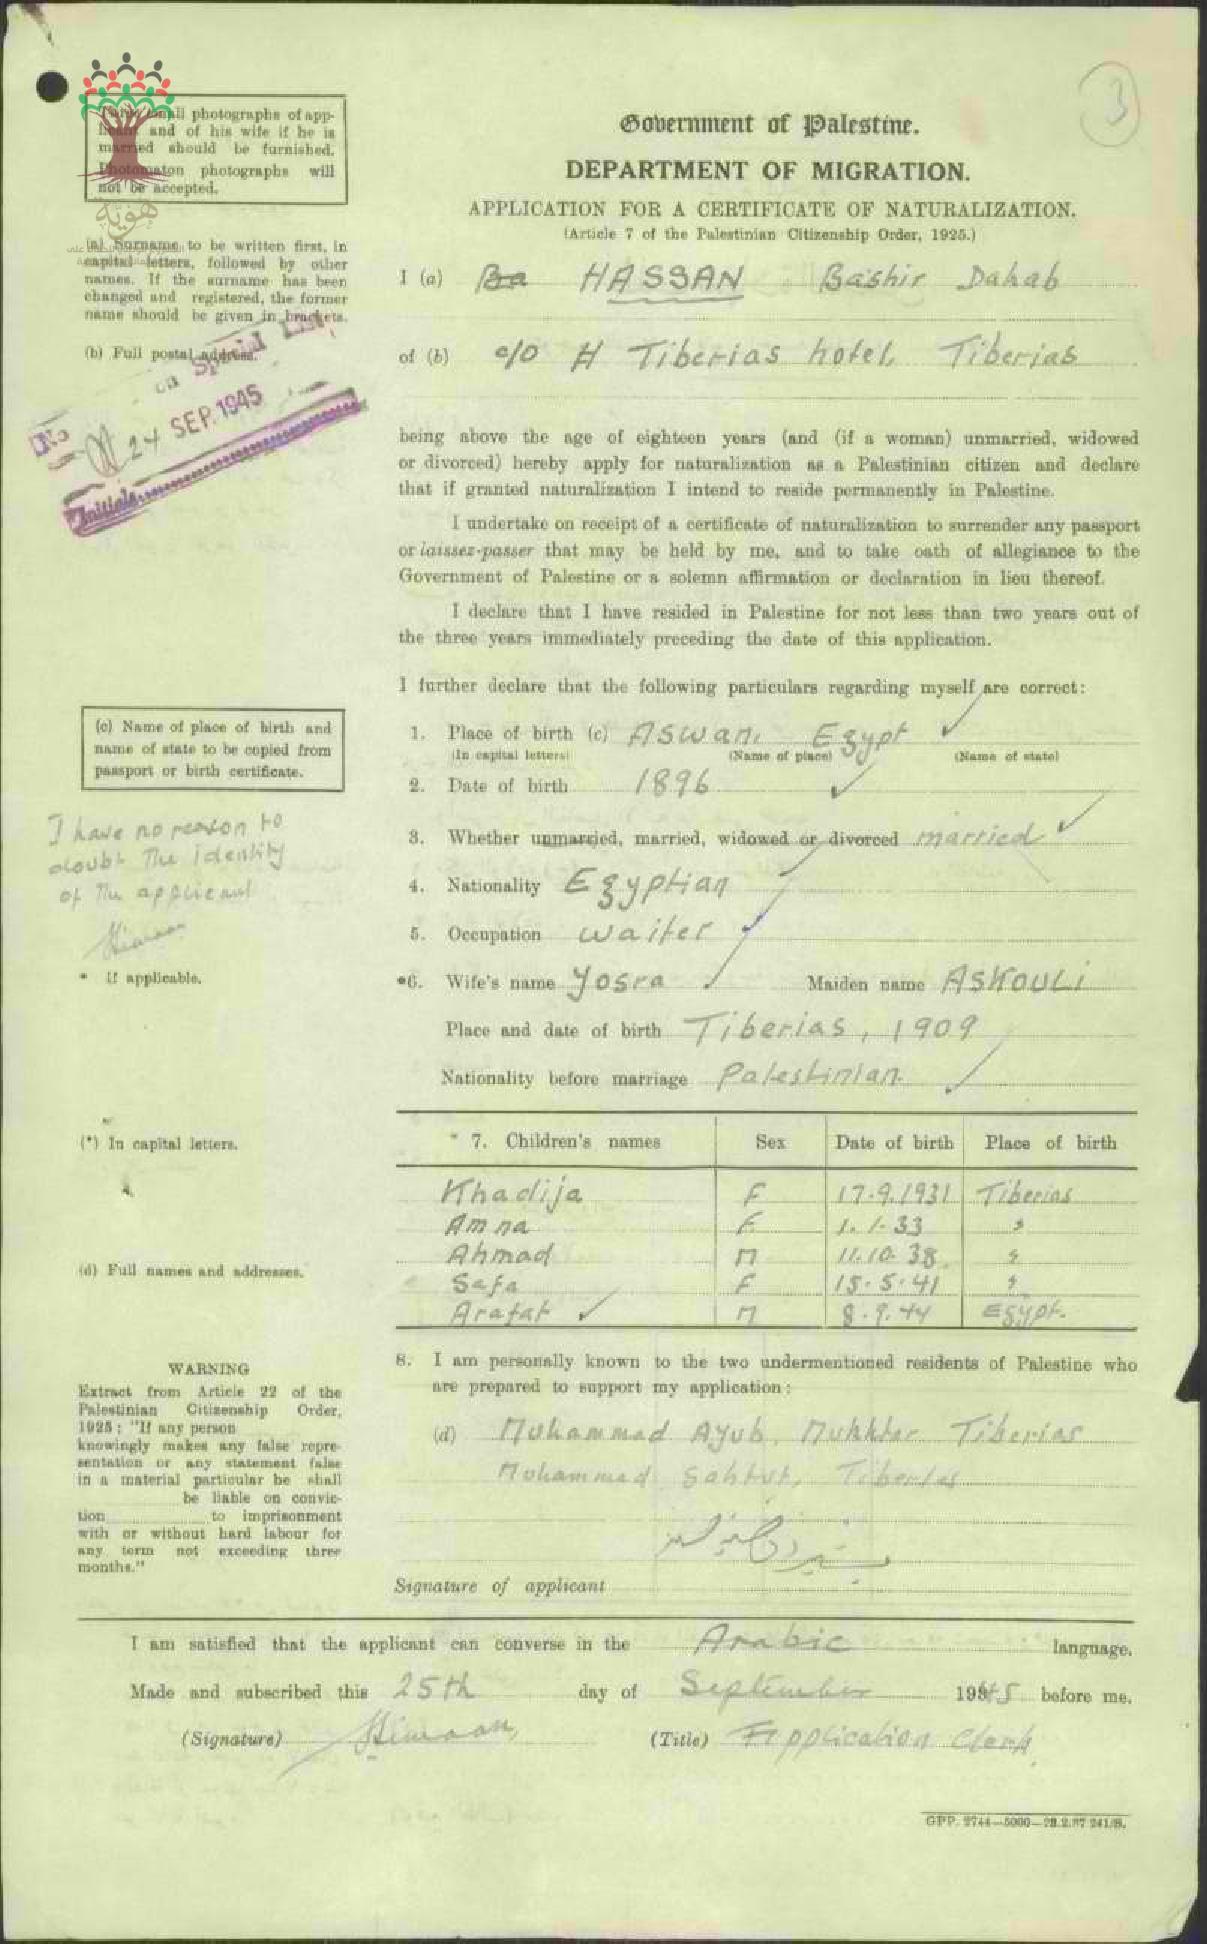 3
Three small photographs of app-
licant and of his wife if he is
married should be furnished.
Photomaton photographs will
not be accepted.
هوية
Government of Palestine.
DEPARTMENT OF MIGRATION.
APPLICATION FOR A CERTIFICATE OF NATURALIZATION.
(Article 7 of the Palestinian Citizenship Order, 1925.)
(a) Surname to be written first, in
capital letters, followed by other
names. If the surname has been
changed and registered, the former
name should be given in brackets.
(b) Full postal address.
on Special List
No
24 SEP. 1945
Initials
I (a) Ba HASSAN Bashir Dahab
of (b) c/o H Tiberias hotel, Tiberias
being above the age of eighteen years (and (if a woman) unmarried, widowed
or divorced) hereby apply for naturalization as a Palestinian citizen and declare
that if granted naturalization I intend to reside permanently in Palestine.
I undertake on receipt of a certificate of naturalization to surrender any passport
or laissez-passer that may be held by me, and to take oath of allegiance to the
Government of Palestine or a solemn affirmation or declaration in lieu thereof.
I declare that I have resided in Palestine for not less than two years out of
the three years immediately preceding the date of this application.
I further declare that the following particulars regarding myself are correct:
(c) Name of place of birth and
name of state to be copied from
passport or birth certificate.
1. Place of birth (c) Aswan, Egypt
(In capital letters) (Name of place) (Name of state)
2. Date of birth 1896
3. Whether unmarried, married, widowed or divorced married
4. Nationality Egyptian
5. Occupation waiter
I have no reason to
doubt the identity
of the applicant
* If applicable.
*6. Wife's name Yosra Maiden name ASKOULI
Place and date of birth Tiberias, 1909
Nationality before marriage Palestinian
(*) In capital letters.
* 7. Children's names Sex Date of birth Place of birth
Khadija F 17.9.1931 Tiberias
Amna F 1.1.33 "
Ahmad M 11.10.38 "
Safa F 15.5.41 "
Arafat M 8.9.44 Egypt.
(d) Full names and addresses.
8. I am personally known to the two undermentioned residents of Palestine who
are prepared to support my application:
(d) Muhammad Ayub, Mukhtar Tiberias
Muhammad Sahtut, Tiberias
Signature of applicant
WARNING
Extract from Article 22 of the
Palestinian Citizenship Order,
1925: "If any person
knowingly makes any false repre-
sentation or any statement false
in a material particular he shall
be liable on convic-
tion to imprisonment
with or without hard labour for
any term not exceeding three
months."
I am satisfied that the applicant can converse in the Arabic language.
Made and subscribed this 25th day of September 1945 before me.
(Signature) (Title) Application Clerk.
GPP. 2744—5000—28.2.37 241/S.